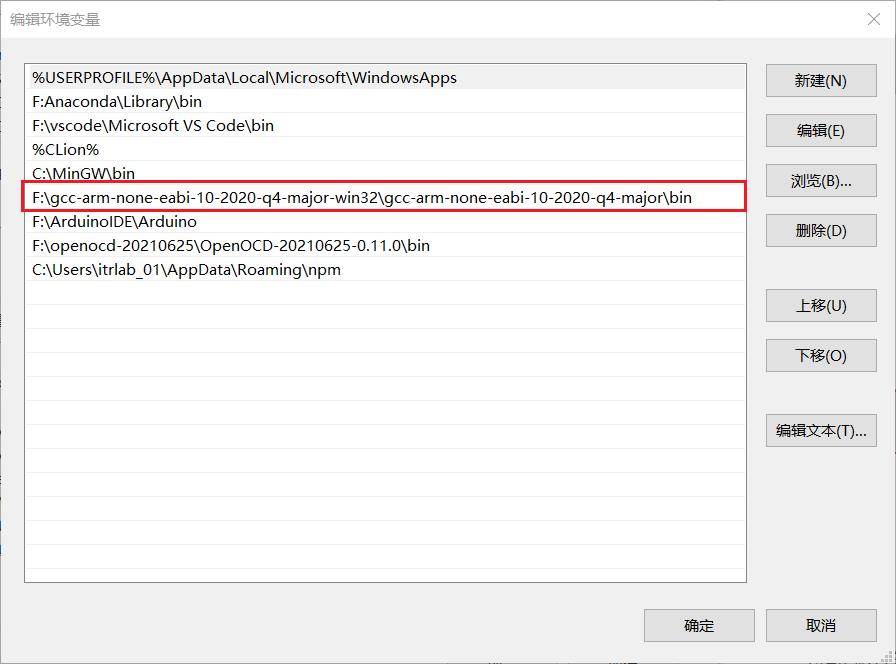 编辑环境变量
%USERPROFILE%\AppData\Local\Microsoft\WindowsApps
F:Anaconda\Library\bin
F:\vscode\Microsoft VS Code\bin
%CLion%
C:\MinGW\bin
F:\gcc-arm-none-eabi-10-2020-q4-major-win32\gcc-arm-none-eabi-10-2020-q4-major\bin
F:\ArduinoIDE\Arduino
F:\openocd-20210625\OpenOCD-20210625-0.11.0\bin
C:\Users\itrlab_01\AppData\Roaming\npm
新建(N)
编辑(E)
浏览(B)...
删除(D)
上移(U)
下移(O)
编辑文本(T)...
确定
取消